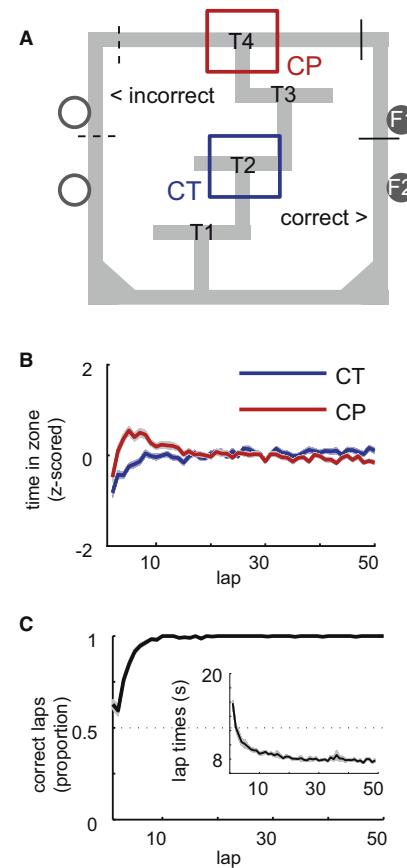 A
T4
CP
T3
< incorrect
F1
T2
F2
CT
correct >
T1
B
2
CT
CP
time in zone
(z-scored)
0
-2
10
30
50
lap
C
1
20
lap times (s)
correct laps
(proportion)
0.5
8
10
30
50
0
10
30
50
lap